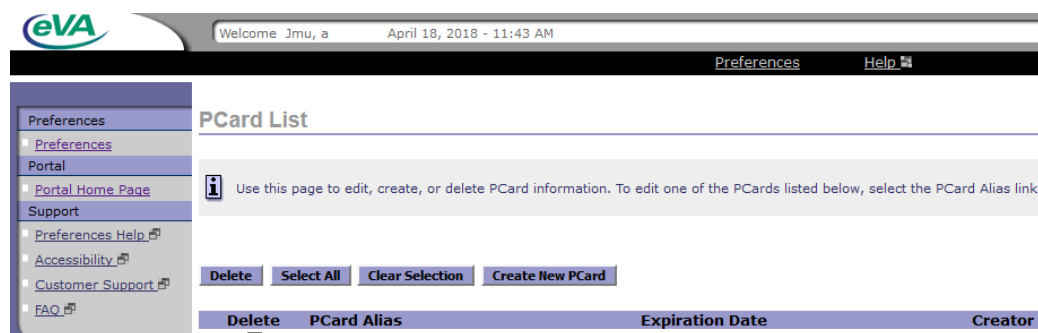 eVA
Welcome Jmu, a April 18, 2018 - 11:43 AM
Preferences Help
Preferences
Preferences
Portal
Portal Home Page
Support
Preferences Help
Accessibility
Customer Support
FAQ
PCard List
i Use this page to edit, create, or delete PCard information. To edit one of the PCards listed below, select the PCard Alias link
Delete Select All Clear Selection Create New PCard
Delete PCard Alias Expiration Date Creator